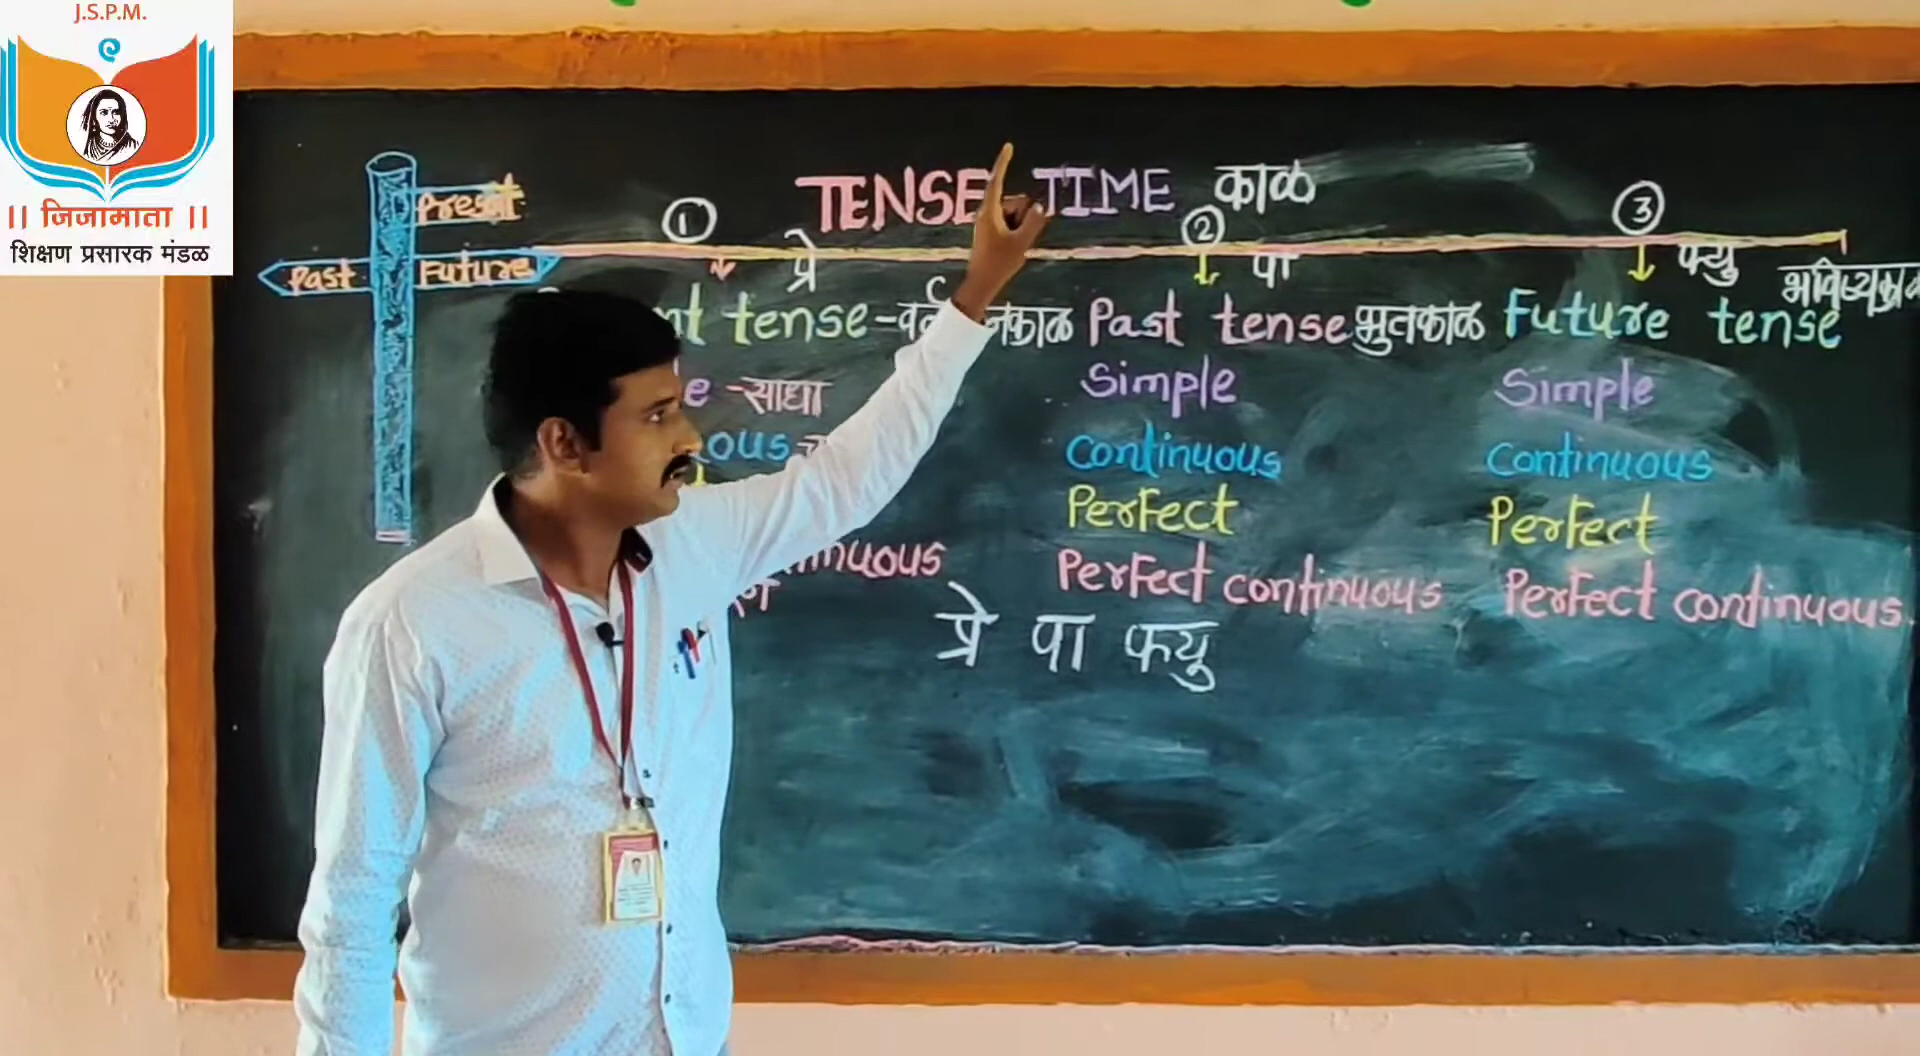 J.S.P.M.
|| जिजामाता ||
शिक्षण प्रसारक मंडळ
Present
Past Future
TENSE - TIME काळ
1 2 3
प्रे पा फ्यु
tense - Past tense भुतकाळ Future tense
- साधा Simple Simple
Continuous Continuous
Perfect Perfect
Perfect continuous Perfect continuous
प्रे पा फ्यु